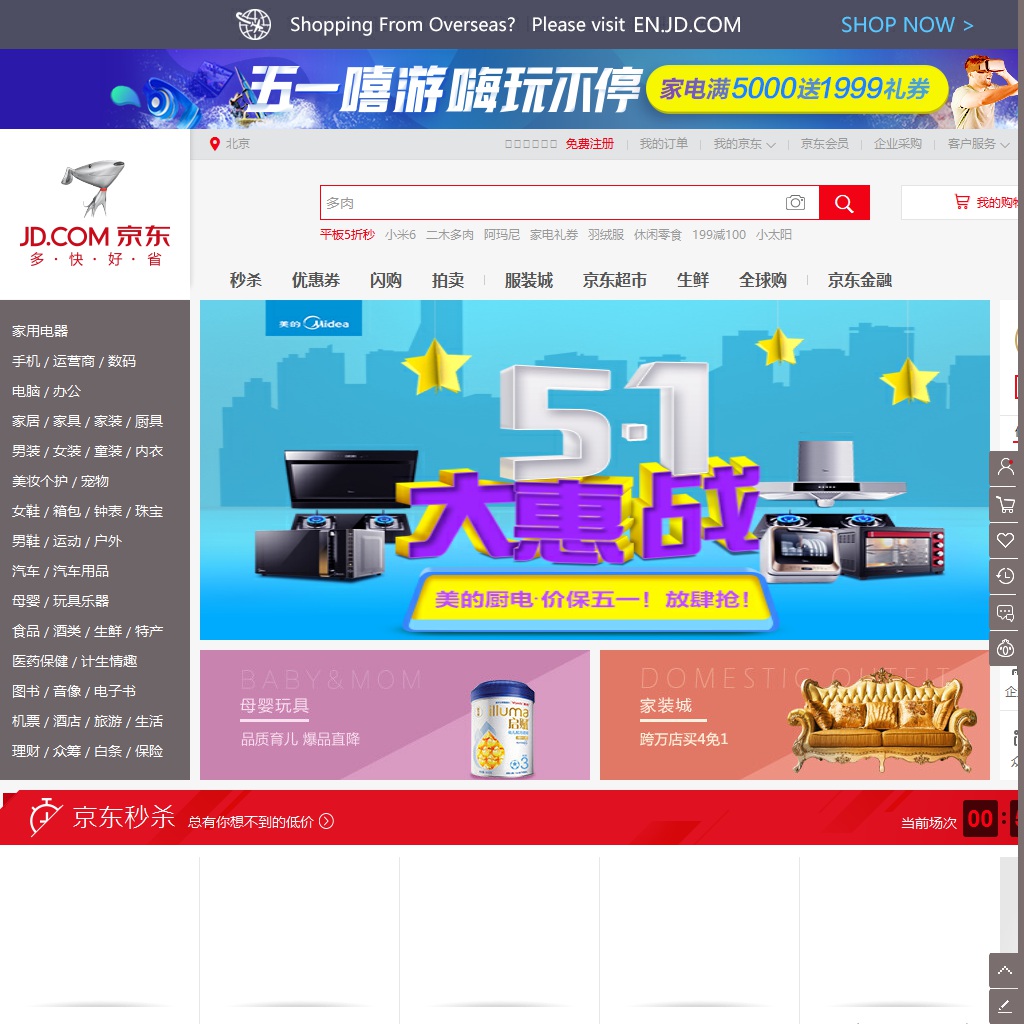 Shopping From Overseas? Please visit EN.JD.COM SHOP NOW >
五一嘻游 嗨玩不停 家电满5000送1999礼券
北京
免费注册 我的订单 我的京东 京东会员 企业采购 客户服务
JD.COM 京东
多·快·好·省
多肉
我的购物
平板5折秒 小米6 二木多肉 阿玛尼 家电礼券 羽绒服 休闲零食 199减100 小太阳
秒杀 优惠券 闪购 拍卖 服装城 京东超市 生鲜 全球购 京东金融
家用电器
手机 / 运营商 / 数码
电脑 / 办公
家居 / 家具 / 家装 / 厨具
男装 / 女装 / 童装 / 内衣
美妆个护 / 宠物
女鞋 / 箱包 / 钟表 / 珠宝
男鞋 / 运动 / 户外
汽车 / 汽车用品
母婴 / 玩具乐器
食品 / 酒类 / 生鲜 / 特产
医药保健 / 计生情趣
图书 / 音像 / 电子书
机票 / 酒店 / 旅游 / 生活
理财 / 众筹 / 白条 / 保险
美的 Midea
5·1
大惠战
美的厨电·价保五一！放肆抢！
BABY&MOM
母婴玩具
品质育儿 爆品直降
illuma
启赋
3
DOMESTIC OUTFIT
家装城
跨万店买4免1
企
京东秒杀 总有你想不到的低价
当前场次 00 :